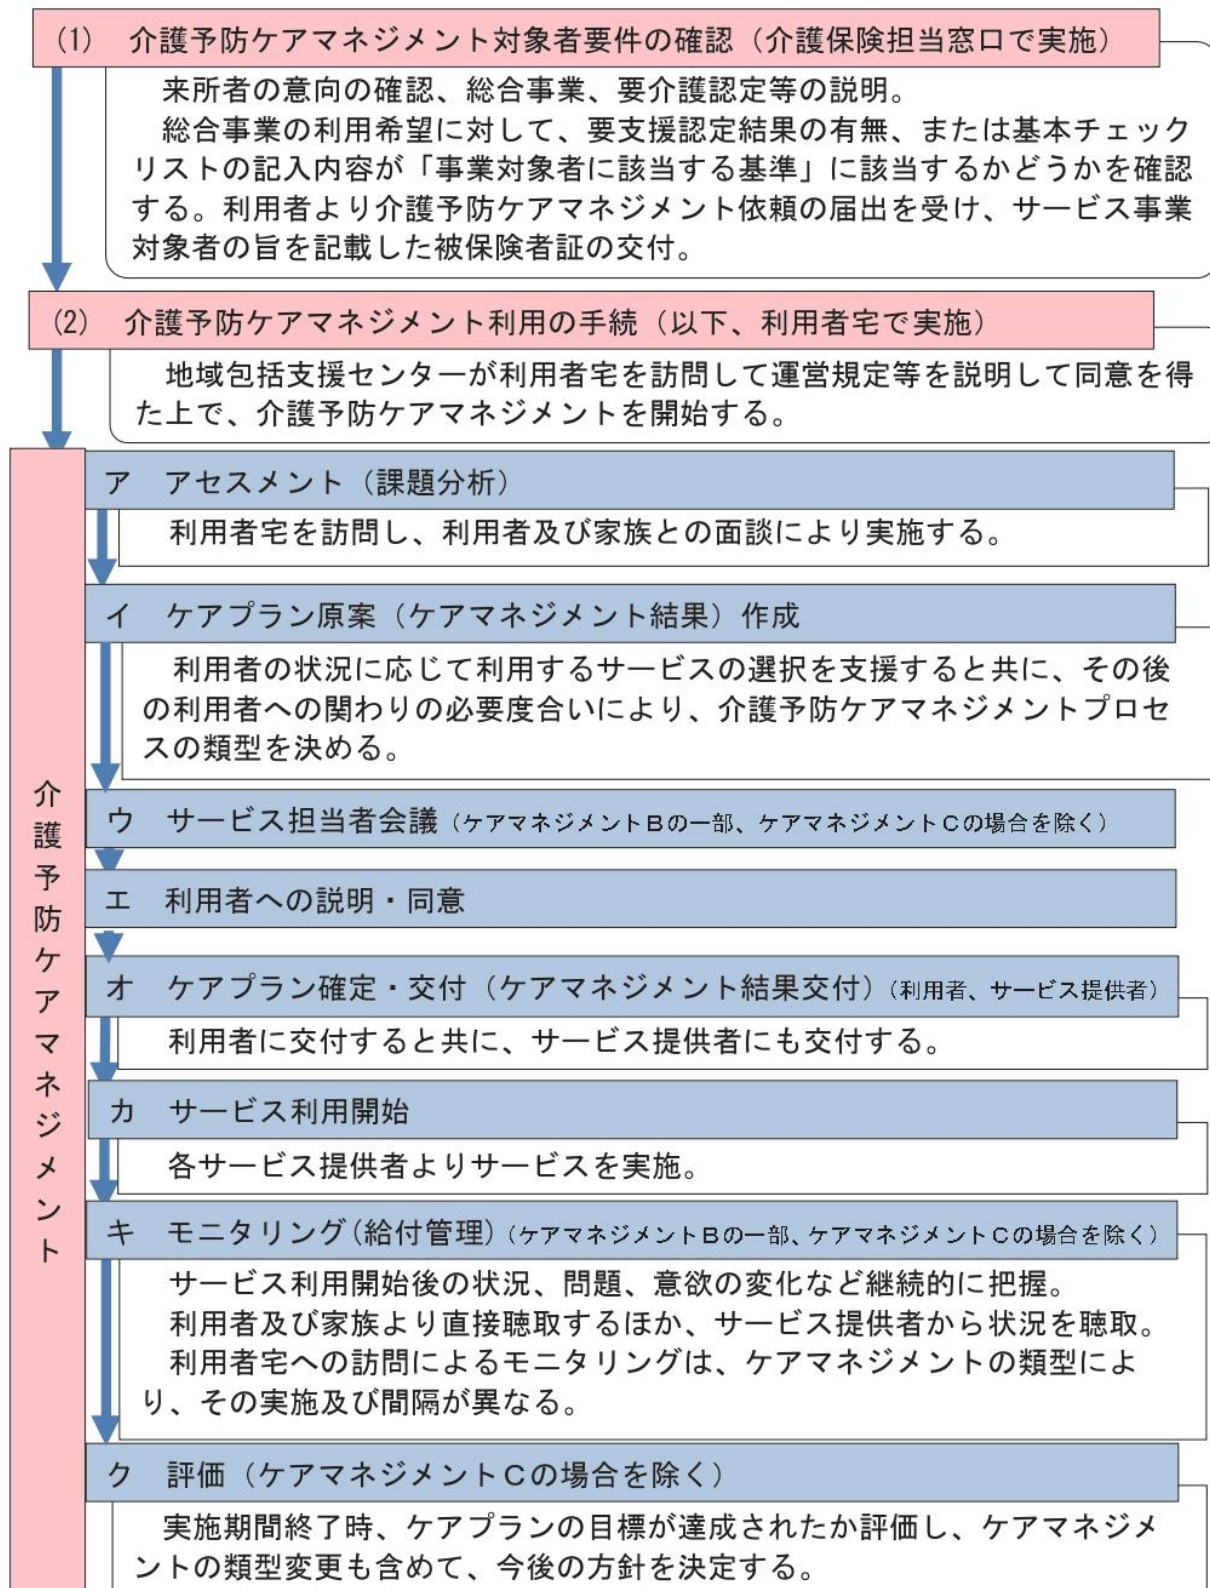 (1) 介護予防ケアマネジメント対象者要件の確認（介護保険担当窓口で実施）
来所者の意向の確認、総合事業、要介護認定等の説明。
総合事業の利用希望に対して、要支援認定結果の有無、または基本チェック
リストの記入内容が「事業対象者に該当する基準」に該当するかどうかを確認
する。利用者より介護予防ケアマネジメント依頼の届出を受け、サービス事業
対象者の旨を記載した被保険者証の交付。
(2) 介護予防ケアマネジメント利用の手続（以下、利用者宅で実施）
地域包括支援センターが利用者宅を訪問して運営規定等を説明して同意を得
た上で、介護予防ケアマネジメントを開始する。
介護予防ケアマネジメント
ア アセスメント（課題分析）
利用者宅を訪問し、利用者及び家族との面談により実施する。
イ ケアプラン原案（ケアマネジメント結果）作成
利用者の状況に応じて利用するサービスの選択を支援すると共に、その後
の利用者への関わりの必要度合いにより、介護予防ケアマネジメントプロセ
スの類型を決める。
ウ サービス担当者会議（ケアマネジメントＢの一部、ケアマネジメントＣの場合を除く）
エ 利用者への説明・同意
オ ケアプラン確定・交付（ケアマネジメント結果交付）（利用者、サービス提供者）
利用者に交付すると共に、サービス提供者にも交付する。
カ サービス利用開始
各サービス提供者よりサービスを実施。
キ モニタリング(給付管理)（ケアマネジメントＢの一部、ケアマネジメントＣの場合を除く）
サービス利用開始後の状況、問題、意欲の変化など継続的に把握。
利用者及び家族より直接聴取するほか、サービス提供者から状況を聴取。
利用者宅への訪問によるモニタリングは、ケアマネジメントの類型によ
り、その実施及び間隔が異なる。
ク 評価（ケアマネジメントＣの場合を除く）
実施期間終了時、ケアプランの目標が達成されたか評価し、ケアマネジメ
ントの類型変更も含めて、今後の方針を決定する。